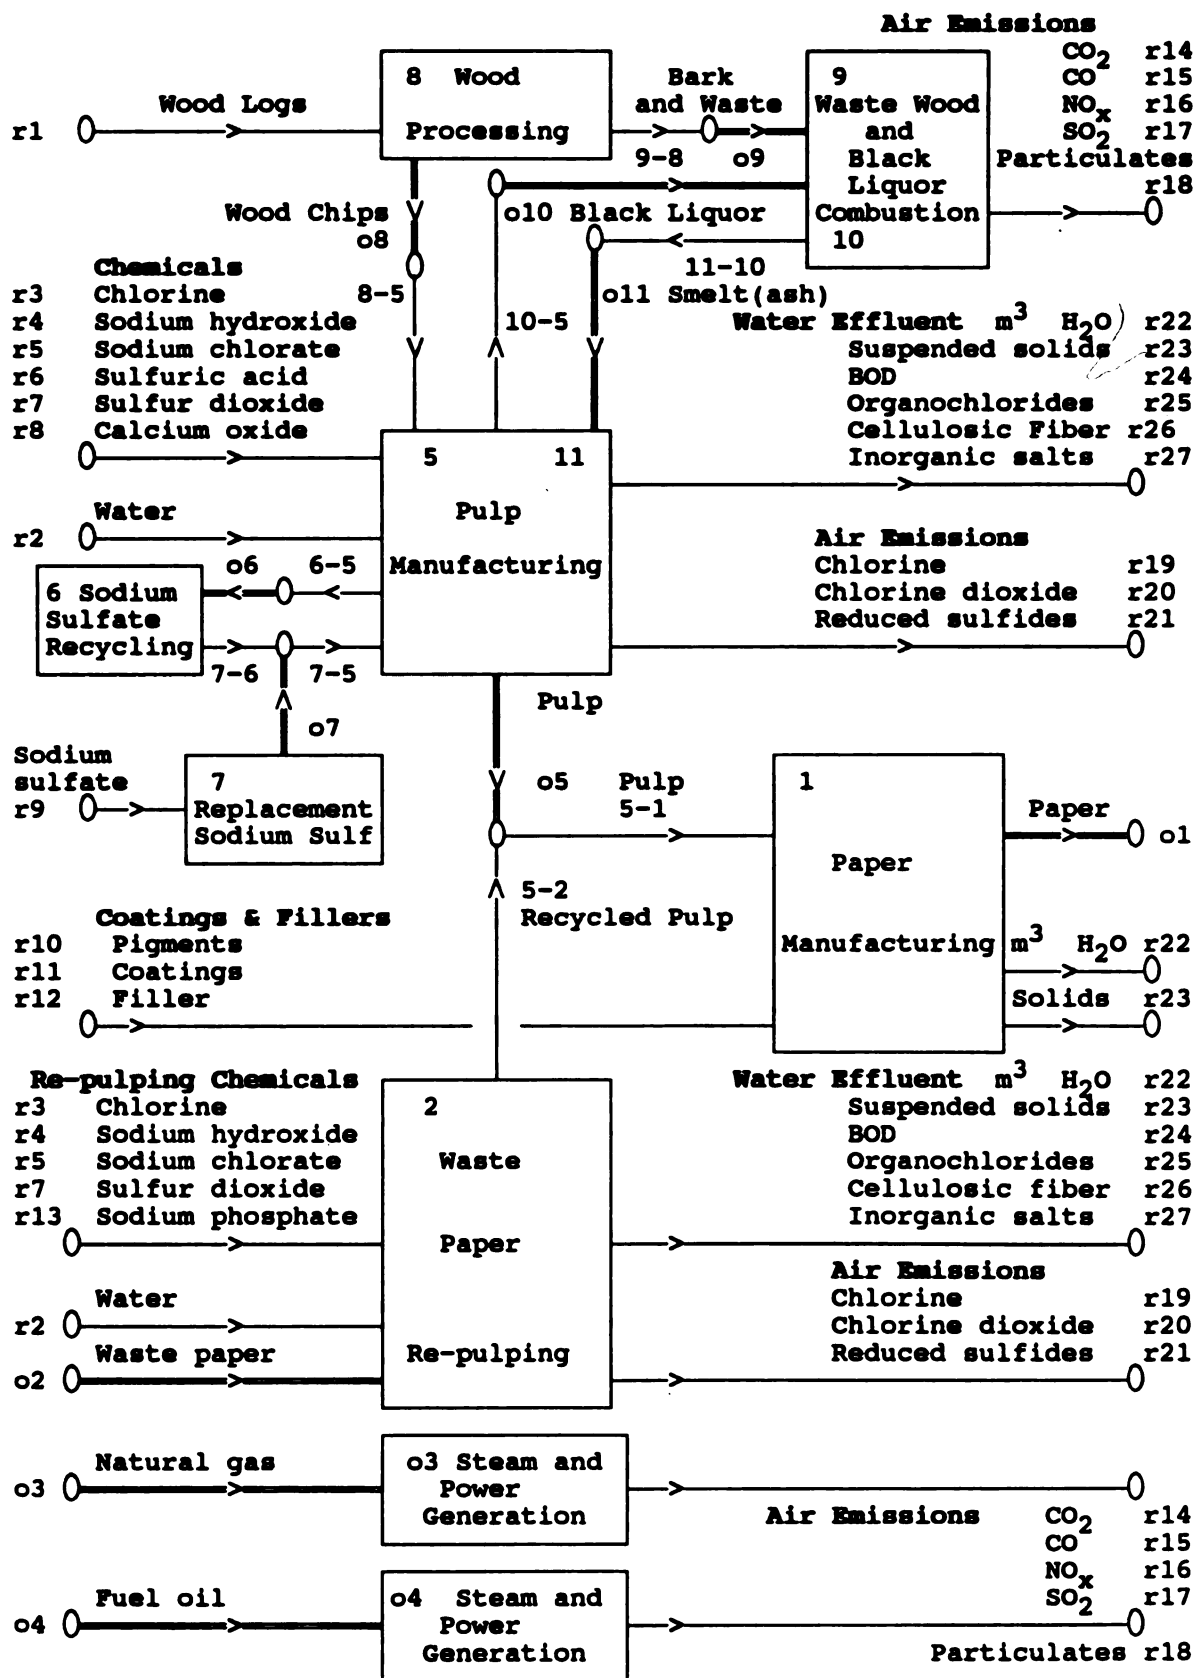 Air Emissions
CO2 r14
CO r15
NOx r16
SO2 r17
Particulates
r18
8 Wood
Processing
Bark
and Waste
9-8 o9
9
Waste Wood
and
Black
Liquor
Combustion
10
Wood Logs
r1
Wood Chips
o8
8-5
o10 Black Liquor
10-5
11-10
o11 Smelt(ash)
Chemicals
r3 Chlorine
r4 Sodium hydroxide
r5 Sodium chlorate
r6 Sulfuric acid
r7 Sulfur dioxide
r8 Calcium oxide
Water Effluent m3 H2O r22
Suspended solids r23
BOD r24
Organochlorides r25
Cellulosic Fiber r26
Inorganic salts r27
5 11
Pulp
Manufacturing
Water
r2
o6 6-5
6 Sodium
Sulfate
Recycling
7-6 7-5
Air Emissions
Chlorine r19
Chlorine dioxide r20
Reduced sulfides r21
Pulp
o7
Sodium
sulfate
r9
7
Replacement
Sodium Sulf
o5 Pulp
5-1
1
Paper
Manufacturing
Paper
o1
m3 H2O r22
Solids r23
5-2
Recycled Pulp
Coatings & Fillers
r10 Pigments
r11 Coatings
r12 Filler
Re-pulping Chemicals
r3 Chlorine
r4 Sodium hydroxide
r5 Sodium chlorate
r7 Sulfur dioxide
r13 Sodium phosphate
2
Waste
Paper
Re-pulping
Water Effluent m3 H2O r22
Suspended solids r23
BOD r24
Organochlorides r25
Cellulosic fiber r26
Inorganic salts r27
Water
r2
Waste paper
o2
Air Emissions
Chlorine r19
Chlorine dioxide r20
Reduced sulfides r21
Natural gas
o3
o3 Steam and
Power
Generation
Air Emissions CO2 r14
CO r15
NOx r16
SO2 r17
Particulates r18
Fuel oil
o4
o4 Steam and
Power
Generation